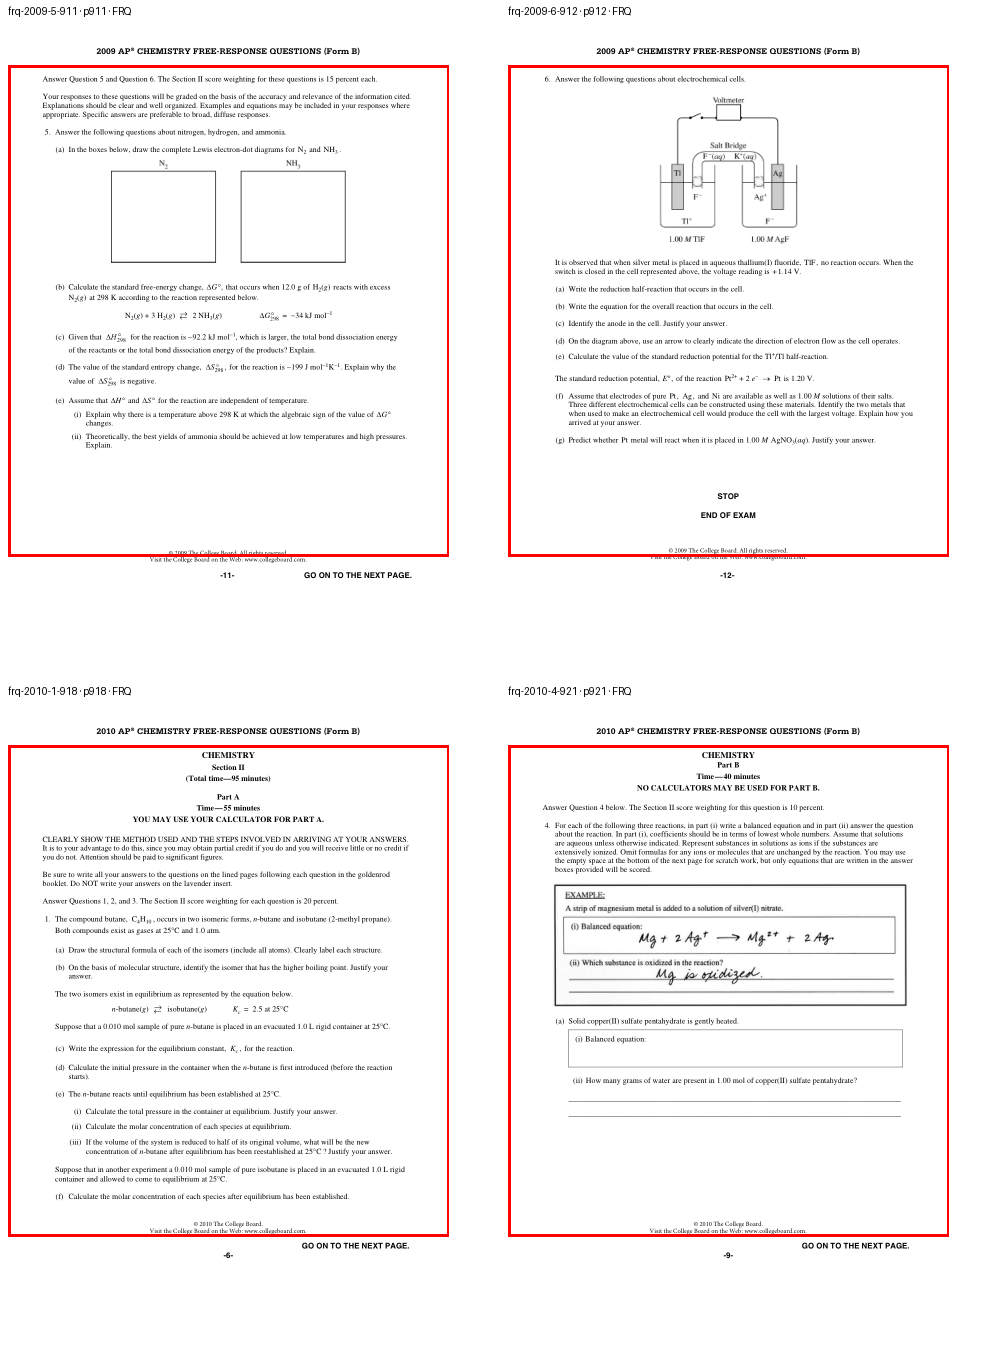 frq-2009-5-911 · p911 · FRQ
2009 AP® CHEMISTRY FREE-RESPONSE QUESTIONS (Form B)
Answer Question 5 and Question 6. The Section II score weighting for these questions is 15 percent each.
Your responses to these questions will be graded on the basis of the accuracy and relevance of the information cited.
Explanations should be clear and well organized. Examples and equations may be included in your responses where
appropriate. Specific answers are preferable to broad, diffuse responses.
5. Answer the following questions about nitrogen, hydrogen, and ammonia.
(a) In the boxes below, draw the complete Lewis electron-dot diagrams for N₂ and NH₃.
N₂ NH₃
(b) Calculate the standard free-energy change, ΔG°, that occurs when 12.0 g of H₂(g) reacts with excess
N₂(g) at 298 K according to the reaction represented below.
N₂(g) + 3 H₂(g) ⇄ 2 NH₃(g) ΔG°₂₉₈ = −34 kJ mol⁻¹
(c) Given that ΔH°₂₉₈ for the reaction is −92.2 kJ mol⁻¹, which is larger, the total bond dissociation energy
of the reactants or the total bond dissociation energy of the products? Explain.
(d) The value of the standard entropy change, ΔS°₂₉₈, for the reaction is −199 J mol⁻¹K⁻¹. Explain why the
value of ΔS°₂₉₈ is negative.
(e) Assume that ΔH° and ΔS° for the reaction are independent of temperature.
(i) Explain why there is a temperature above 298 K at which the algebraic sign of the value of ΔG°
changes.
(ii) Theoretically, the best yields of ammonia should be achieved at low temperatures and high pressures.
Explain.
© 2009 The College Board. All rights reserved.
Visit the College Board on the Web: www.collegeboard.com.
-11- GO ON TO THE NEXT PAGE.
frq-2009-6-912 · p912 · FRQ
2009 AP® CHEMISTRY FREE-RESPONSE QUESTIONS (Form B)
6. Answer the following questions about electrochemical cells.
Voltmeter
Salt Bridge
F⁻(aq) K⁺(aq)
Tl Ag
F⁻ Ag⁺
Tl⁺ F⁻
1.00 M TlF 1.00 M AgF
It is observed that when silver metal is placed in aqueous thallium(I) fluoride, TlF, no reaction occurs. When the
switch is closed in the cell represented above, the voltage reading is +1.14 V.
(a) Write the reduction half-reaction that occurs in the cell.
(b) Write the equation for the overall reaction that occurs in the cell.
(c) Identify the anode in the cell. Justify your answer.
(d) On the diagram above, use an arrow to clearly indicate the direction of electron flow as the cell operates.
(e) Calculate the value of the standard reduction potential for the Tl⁺/Tl half-reaction.
The standard reduction potential, E°, of the reaction Pt²⁺ + 2 e⁻ → Pt is 1.20 V.
(f) Assume that electrodes of pure Pt, Ag, and Ni are available as well as 1.00 M solutions of their salts.
Three different electrochemical cells can be constructed using these materials. Identify the two metals that
when used to make an electrochemical cell would produce the cell with the largest voltage. Explain how you
arrived at your answer.
(g) Predict whether Pt metal will react when it is placed in 1.00 M AgNO₃(aq). Justify your answer.
STOP
END OF EXAM
© 2009 The College Board. All rights reserved.
Visit the College Board on the Web: www.collegeboard.com.
-12-
frq-2010-1-918 · p918 · FRQ
2010 AP® CHEMISTRY FREE-RESPONSE QUESTIONS (Form B)
CHEMISTRY
Section II
(Total time—95 minutes)
Part A
Time—55 minutes
YOU MAY USE YOUR CALCULATOR FOR PART A.
CLEARLY SHOW THE METHOD USED AND THE STEPS INVOLVED IN ARRIVING AT YOUR ANSWERS.
It is to your advantage to do this, since you may obtain partial credit if you do and you will receive little or no credit if
you do not. Attention should be paid to significant figures.
Be sure to write all your answers to the questions on the lined pages following each question in the goldenrod
booklet. Do NOT write your answers on the lavender insert.
Answer Questions 1, 2, and 3. The Section II score weighting for each question is 20 percent.
1. The compound butane, C₄H₁₀, occurs in two isomeric forms, n-butane and isobutane (2-methyl propane).
Both compounds exist as gases at 25°C and 1.0 atm.
(a) Draw the structural formula of each of the isomers (include all atoms). Clearly label each structure.
(b) On the basis of molecular structure, identify the isomer that has the higher boiling point. Justify your
answer.
The two isomers exist in equilibrium as represented by the equation below.
n-butane(g) ⇄ isobutane(g) K_c = 2.5 at 25°C
Suppose that a 0.010 mol sample of pure n-butane is placed in an evacuated 1.0 L rigid container at 25°C.
(c) Write the expression for the equilibrium constant, K_c, for the reaction.
(d) Calculate the initial pressure in the container when the n-butane is first introduced (before the reaction
starts).
(e) The n-butane reacts until equilibrium has been established at 25°C.
(i) Calculate the total pressure in the container at equilibrium. Justify your answer.
(ii) Calculate the molar concentration of each species at equilibrium.
(iii) If the volume of the system is reduced to half of its original volume, what will be the new
concentration of n-butane after equilibrium has been reestablished at 25°C? Justify your answer.
Suppose that in another experiment a 0.010 mol sample of pure isobutane is placed in an evacuated 1.0 L rigid
container and allowed to come to equilibrium at 25°C.
(f) Calculate the molar concentration of each species after equilibrium has been established.
© 2010 The College Board.
Visit the College Board on the Web: www.collegeboard.com.
GO ON TO THE NEXT PAGE.
-6-
frq-2010-4-921 · p921 · FRQ
2010 AP® CHEMISTRY FREE-RESPONSE QUESTIONS (Form B)
CHEMISTRY
Part B
Time—40 minutes
NO CALCULATORS MAY BE USED FOR PART B.
Answer Question 4 below. The Section II score weighting for this question is 10 percent.
4. For each of the following three reactions, in part (i) write a balanced equation and in part (ii) answer the question
about the reaction. In part (i), coefficients should be in terms of lowest whole numbers. Assume that solutions
are aqueous unless otherwise indicated. Represent substances in solutions as ions if the substances are
extensively ionized. Omit formulas for any ions or molecules that are unchanged by the reaction. You may use
the empty space at the bottom of the next page for scratch work, but only equations that are written in the answer
boxes provided will be scored.
EXAMPLE:
A strip of magnesium metal is added to a solution of silver(I) nitrate.
(i) Balanced equation:
Mg + 2 Ag⁺ ⟶ Mg²⁺ + 2 Ag
(ii) Which substance is oxidized in the reaction?
Mg is oxidized.
(a) Solid copper(II) sulfate pentahydrate is gently heated.
(i) Balanced equation:
(ii) How many grams of water are present in 1.00 mol of copper(II) sulfate pentahydrate?
© 2010 The College Board.
Visit the College Board on the Web: www.collegeboard.com.
GO ON TO THE NEXT PAGE.
-9-